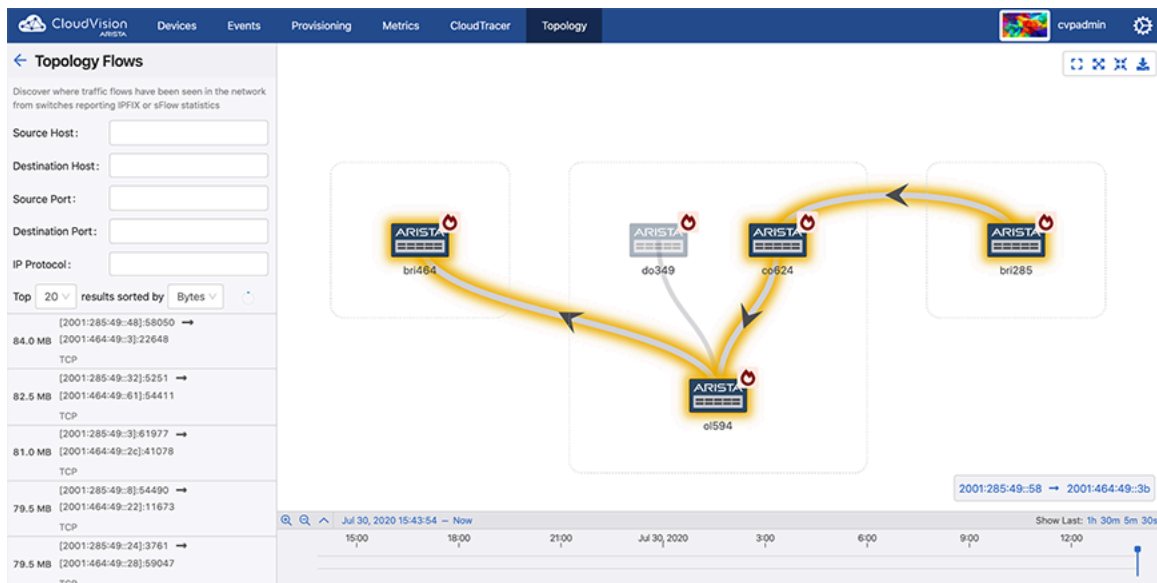 CloudVision
ARISTA
Devices
Events
Provisioning
Metrics
CloudTracer
Topology
cvpadmin
← Topology Flows
Discover where traffic flows have been seen in the network
from switches reporting IPFIX or sFlow statistics
Source Host:
Destination Host:
Source Port:
Destination Port:
IP Protocol:
Top 20 results sorted by Bytes
[2001:285:49::48]:58050 →
84.0 MB [2001:464:49::3]:22648
TCP
[2001:285:49::32]:5251 →
82.5 MB [2001:464:49::61]:54411
TCP
[2001:285:49::3]:61977 →
81.0 MB [2001:464:49::2c]:41078
TCP
[2001:285:49::8]:54490 →
79.5 MB [2001:464:49::22]:11673
TCP
[2001:285:49::24]:3761 →
79.5 MB [2001:464:49::28]:59047
TCP
ARISTA
bri464
ARISTA
do349
ARISTA
co624
ARISTA
bri285
ARISTA
ol594
2001:285:49::58 → 2001:464:49::3b
Jul 30, 2020 15:43:54 – Now
Show Last: 1h 30m 5m 30s
15:00 18:00 21:00 Jul 30, 2020 3:00 6:00 9:00 12:00